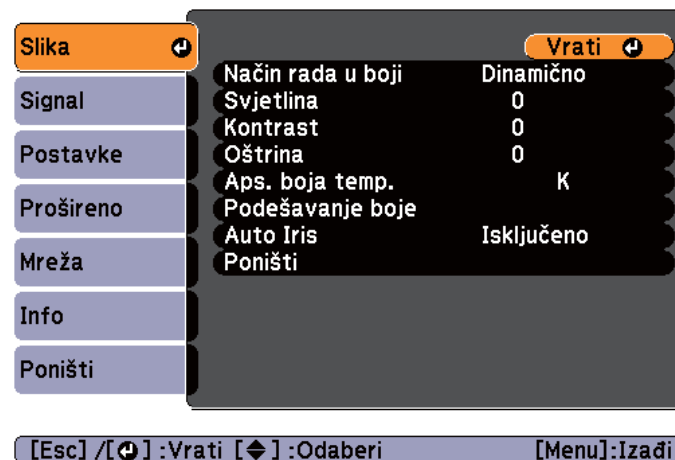 Slika
Signal
Postavke
Prošireno
Mreža
Info
Poništi
Vrati
Način rada u boji Dinamično
Svjetlina 0
Kontrast 0
Oštrina 0
Aps. boja temp. K
Podešavanje boje
Auto Iris Isključeno
Poništi
[Esc] /[⏎] :Vrati [◆] :Odaberi [Menu]:Izađi